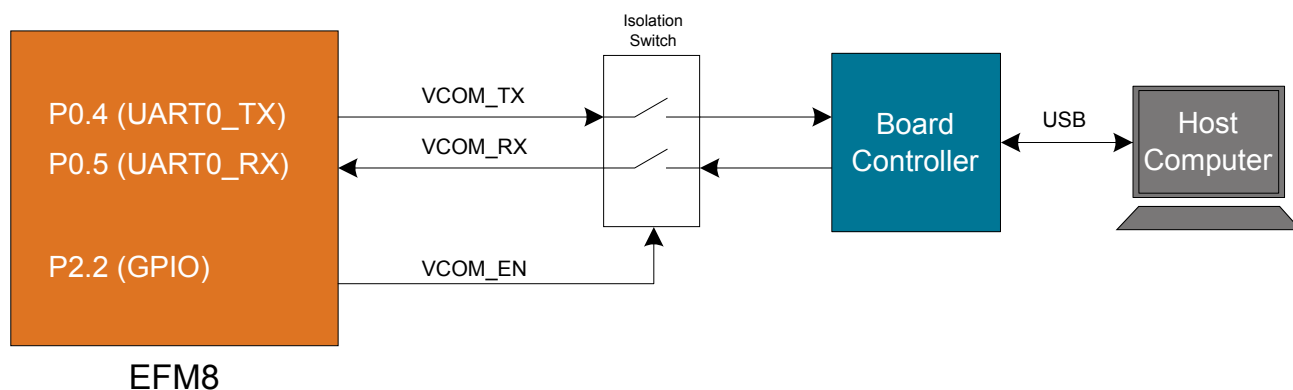 Isolation
Switch
P0.4 (UART0_TX)
VCOM_TX
P0.5 (UART0_RX)
VCOM_RX
P2.2 (GPIO)
VCOM_EN
Board
Controller
USB
Host
Computer
EFM8